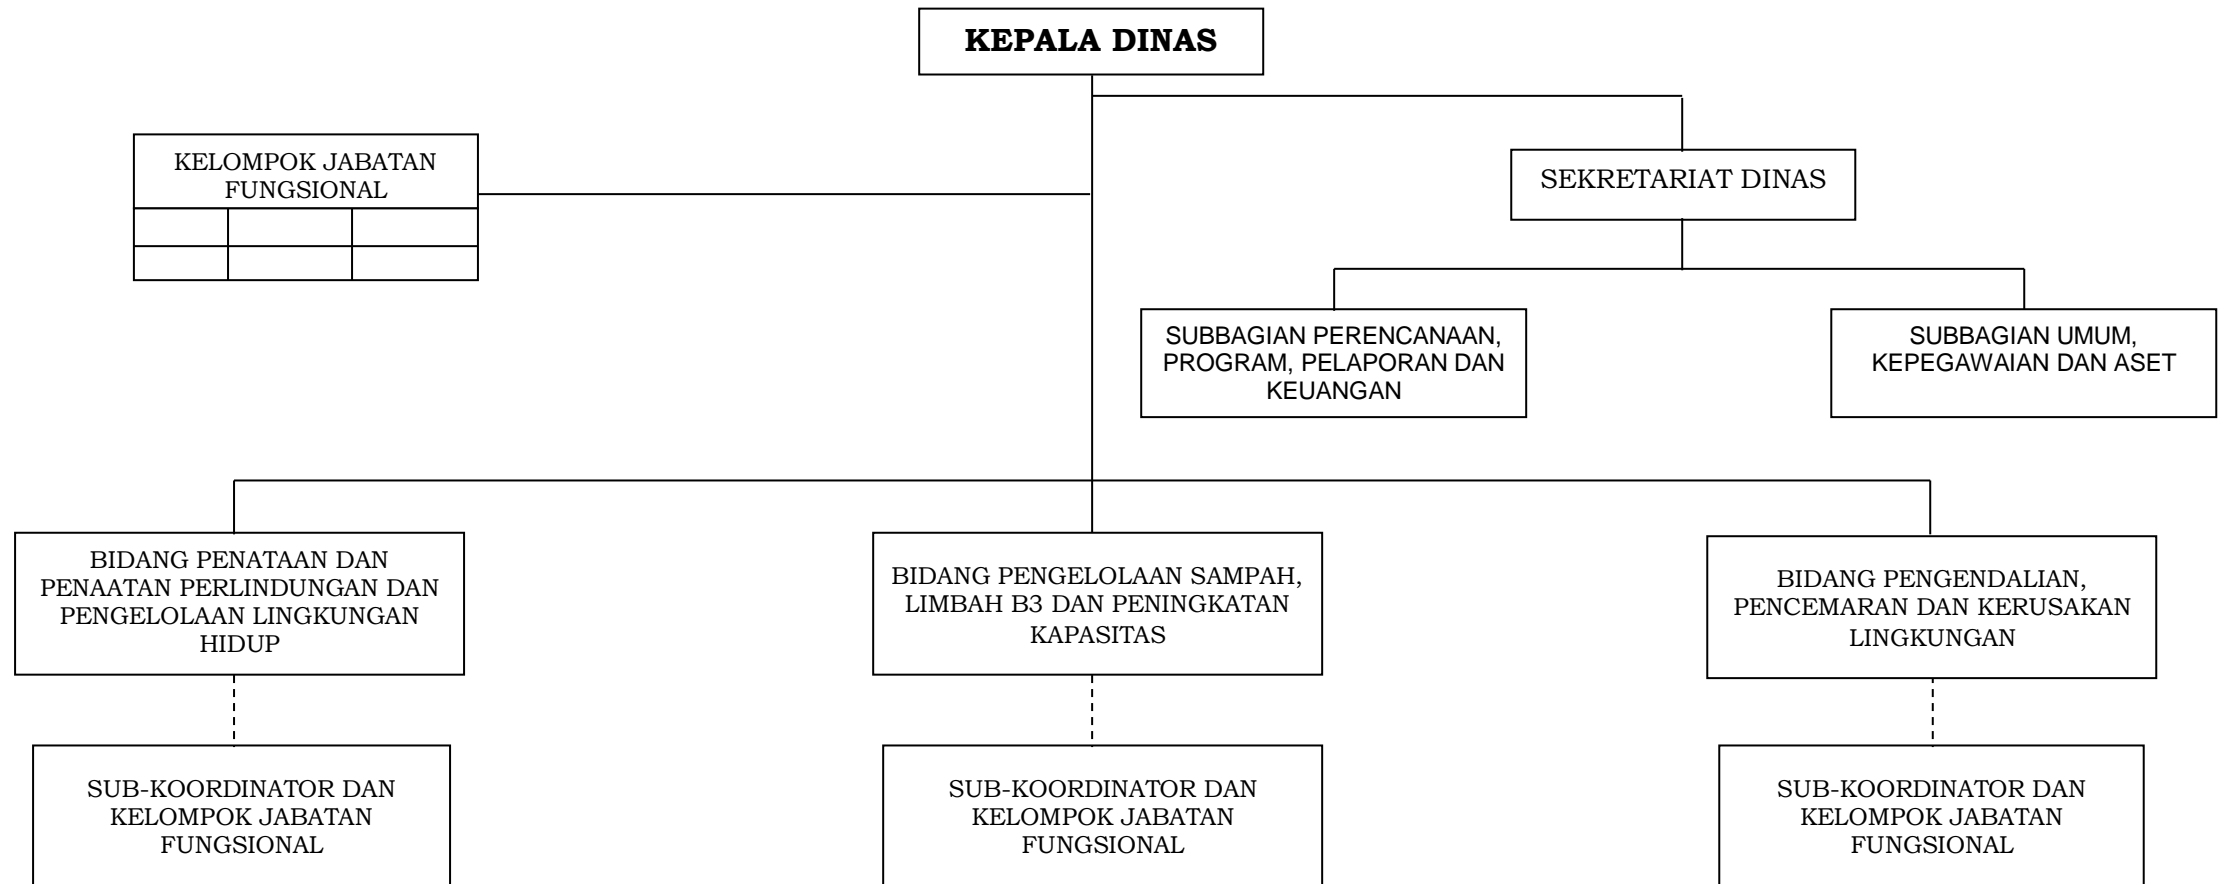 KEPALA DINAS
KELOMPOK JABATAN
FUNGSIONAL
SEKRETARIAT DINAS
SUBBAGIAN PERENCANAAN,
PROGRAM, PELAPORAN DAN
KEUANGAN
SUBBAGIAN UMUM,
KEPEGAWAIAN DAN ASET
BIDANG PENATAAN DAN
PENAATAN PERLINDUNGAN DAN
PENGELOLAAN LINGKUNGAN
HIDUP
BIDANG PENGELOLAAN SAMPAH,
LIMBAH B3 DAN PENINGKATAN
KAPASITAS
BIDANG PENGENDALIAN,
PENCEMARAN DAN KERUSAKAN
LINGKUNGAN
SUB-KOORDINATOR DAN
KELOMPOK JABATAN
FUNGSIONAL
SUB-KOORDINATOR DAN
KELOMPOK JABATAN
FUNGSIONAL
SUB-KOORDINATOR DAN
KELOMPOK JABATAN
FUNGSIONAL